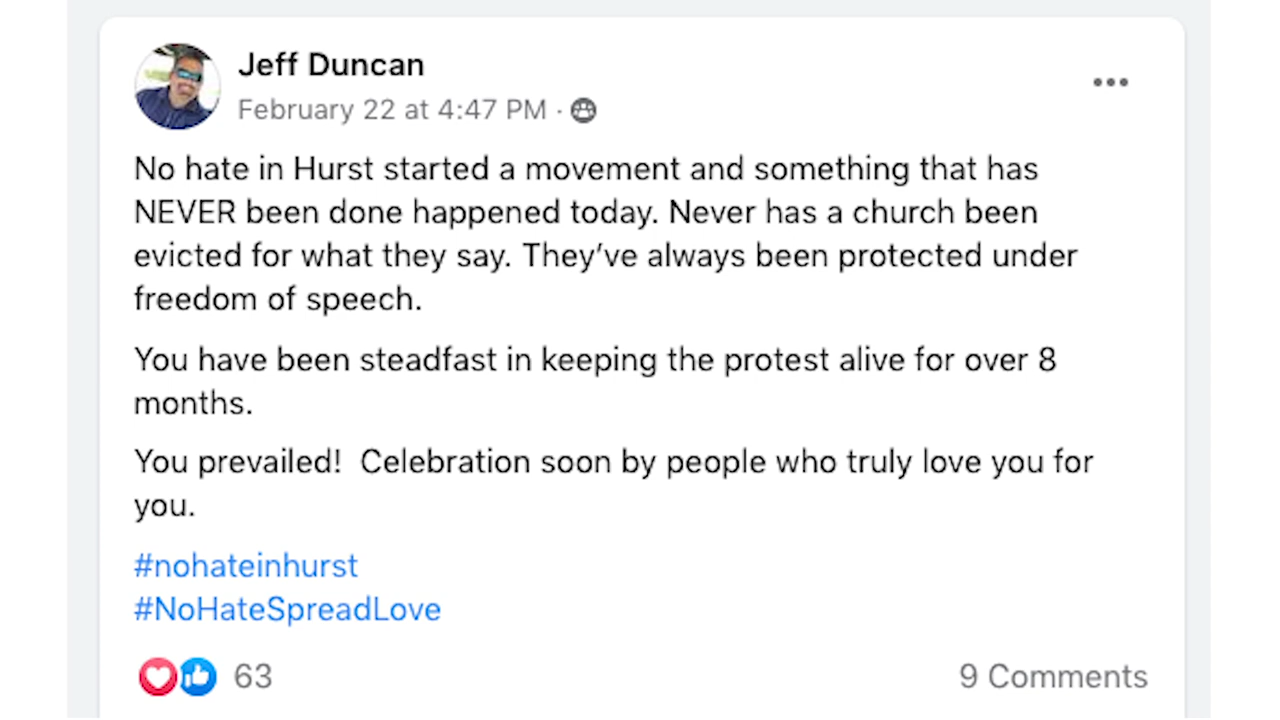 Jeff Duncan
February 22 at 4:47 PM ·
No hate in Hurst started a movement and something that has
NEVER been done happened today. Never has a church been
evicted for what they say. They've always been protected under
freedom of speech.
You have been steadfast in keeping the protest alive for over 8
months.
You prevailed!  Celebration soon by people who truly love you for
you.
#nohateinhurst
#NoHateSpreadLove
63
9 Comments